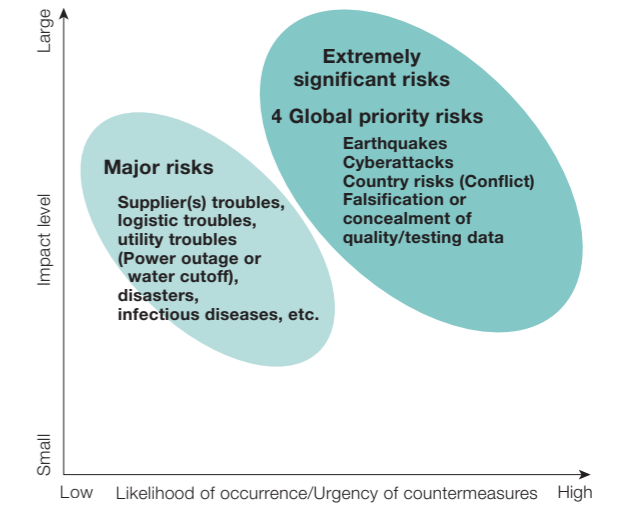 Large
Impact level
Small
Extremely
significant risks
4 Global priority risks
Earthquakes
Cyberattacks
Country risks (Conflict)
Falsification or
concealment of
quality/testing data
Major risks
Supplier(s) troubles,
logistic troubles,
utility troubles
(Power outage or
water cutoff),
disasters,
infectious diseases, etc.
Low
Likelihood of occurrence/Urgency of countermeasures
High